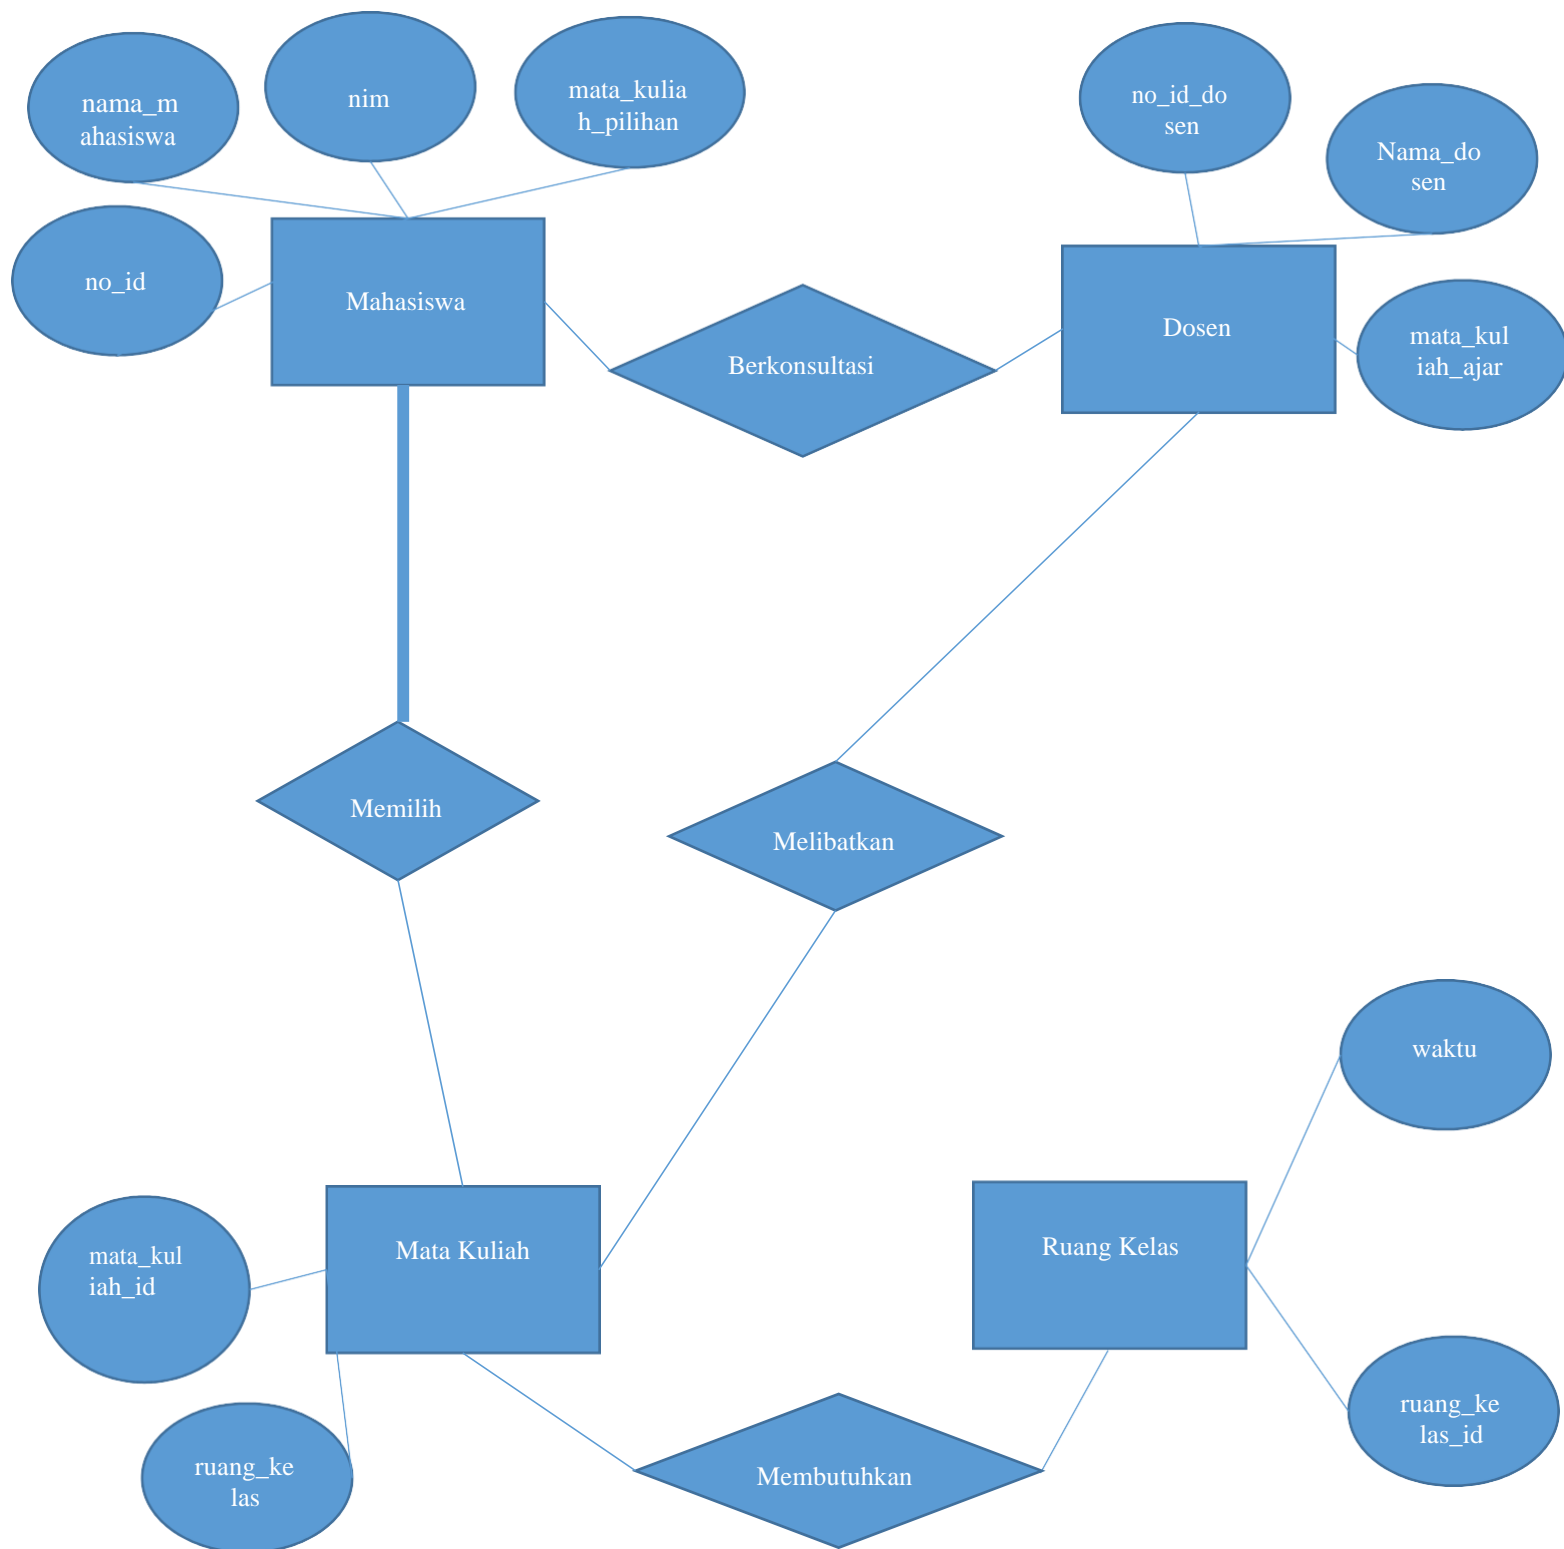 nama_m
ahasiswa
nim
mata_kulia
h_pilihan
no_id_do
sen
Nama_do
sen
no_id
Mahasiswa
Berkonsultasi
Dosen
mata_kul
iah_ajar
Memilih
Melibatkan
waktu
mata_kul
iah_id
Mata Kuliah
Ruang Kelas
ruang_ke
las
Membutuhkan
ruang_ke
las_id